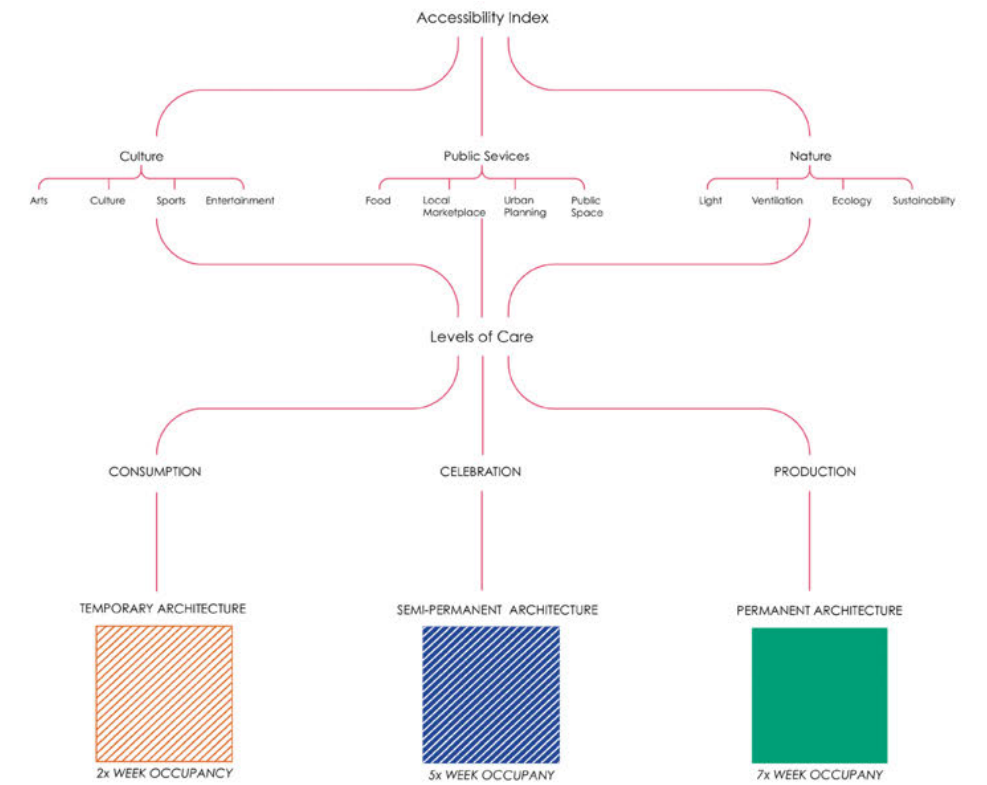 Accessibility Index
Culture
Public Sevices
Nature
Arts
Culture
Sports
Entertainment
Food
Local
Marketplace
Urban
Planning
Public
Space
Light
Ventilation
Ecology
Sustainability
Levels of Care
CONSUMPTION
CELEBRATION
PRODUCTION
TEMPORARY ARCHITECTURE
SEMI-PERMANENT ARCHITECTURE
PERMANENT ARCHITECTURE
2x WEEK OCCUPANCY
5x WEEK OCCUPANY
7x WEEK OCCUPANY